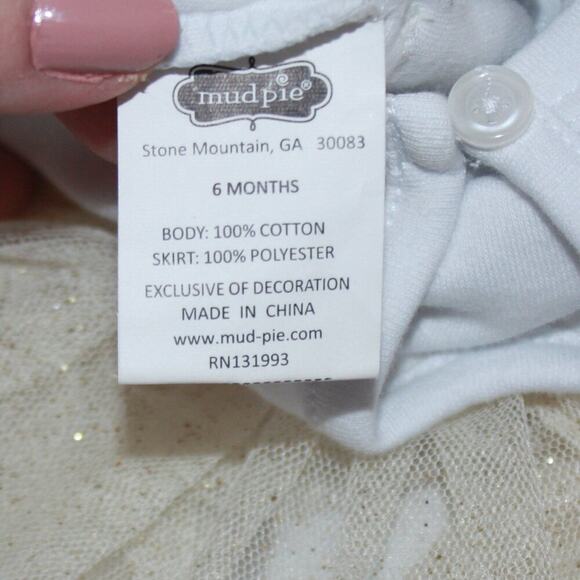 mudpie®
Stone Mountain, GA 30083
6 MONTHS
BODY: 100% COTTON
SKIRT: 100% POLYESTER
EXCLUSIVE OF DECORATION
MADE IN CHINA
www.mud-pie.com
RN131993